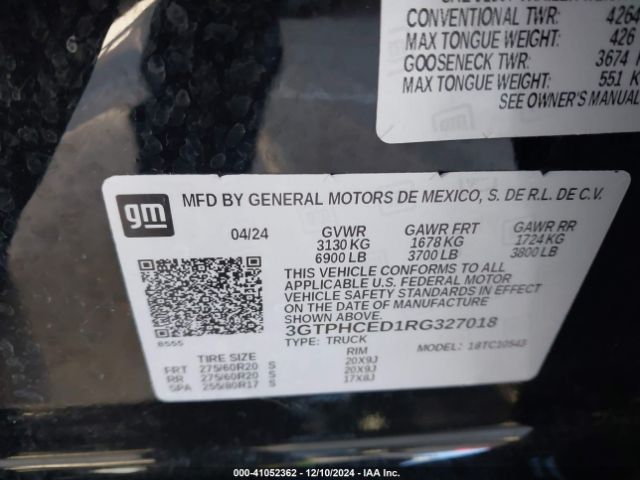 CONVENTIONAL TWR: 4264
MAX TONGUE WEIGHT: 426
GOOSENECK TWR: 3674
MAX TONGUE WEIGHT: 551 K
SEE OWNER'S MANUAL
gm
MFD BY GENERAL MOTORS DE MEXICO, S. DE R.L. DE C.V.
04/24 GVWR GAWR FRT GAWR RR
3130 KG 1678 KG 1724 KG
6900 LB 3700 LB 3800 LB
THIS VEHICLE CONFORMS TO ALL
APPLICABLE U.S. FEDERAL MOTOR
VEHICLE SAFETY STANDARDS IN EFFECT
ON THE DATE OF MANUFACTURE
SHOWN ABOVE.
3GTPHCED1RG327018
8555 TYPE: TRUCK MODEL: 18TC10543
TIRE SIZE RIM
FRT 275/60R20 S 20X9J
RR 275/60R20 S 20X9J
SPA 255/80R17 S 17X8J
000-41052362 - 12/10/2024 - IAA Inc.